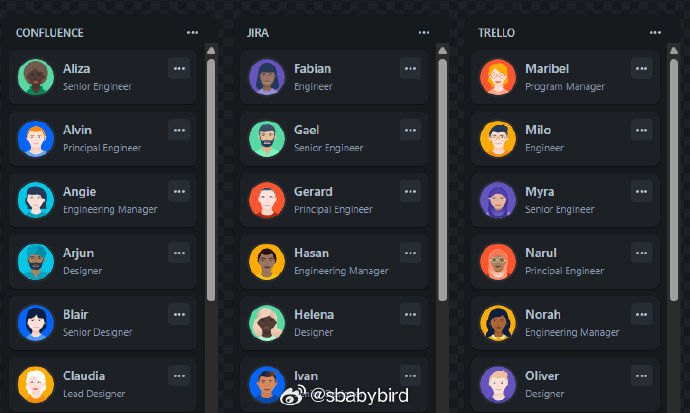 CONFLUENCE
Aliza
Senior Engineer
Alvin
Principal Engineer
Angie
Engineering Manager
Arjun
Designer
Blair
Senior Designer
Claudia
Lead Designer
JIRA
Fabian
Engineer
Gael
Senior Engineer
Gerard
Principal Engineer
Hasan
Engineering Manager
Helena
Designer
Ivan
TRELLO
Maribel
Program Manager
Milo
Engineer
Myra
Senior Engineer
Narul
Principal Engineer
Norah
Engineering Manager
Oliver
Designer
@sbabybird